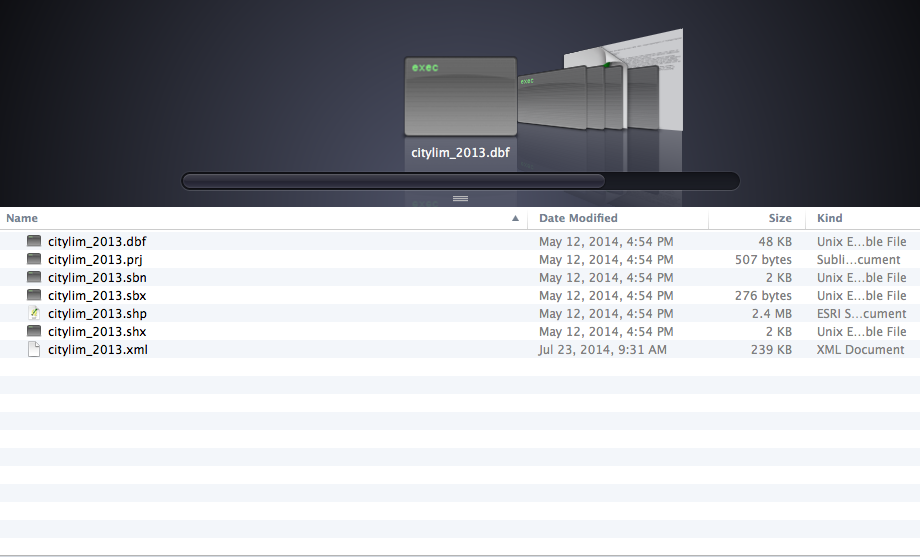 exec
exec
citylim_2013.dbf
Name Date Modified Size Kind
citylim_2013.dbf May 12, 2014, 4:54 PM 48 KB Unix E...ble File
citylim_2013.prj May 12, 2014, 4:54 PM 507 bytes Subli...cument
citylim_2013.sbn May 12, 2014, 4:54 PM 2 KB Unix E...ble File
citylim_2013.sbx May 12, 2014, 4:54 PM 276 bytes Unix E...ble File
citylim_2013.shp May 12, 2014, 4:54 PM 2.4 MB ESRI S...cument
citylim_2013.shx May 12, 2014, 4:54 PM 2 KB Unix E...ble File
citylim_2013.xml Jul 23, 2014, 9:31 AM 239 KB XML Document